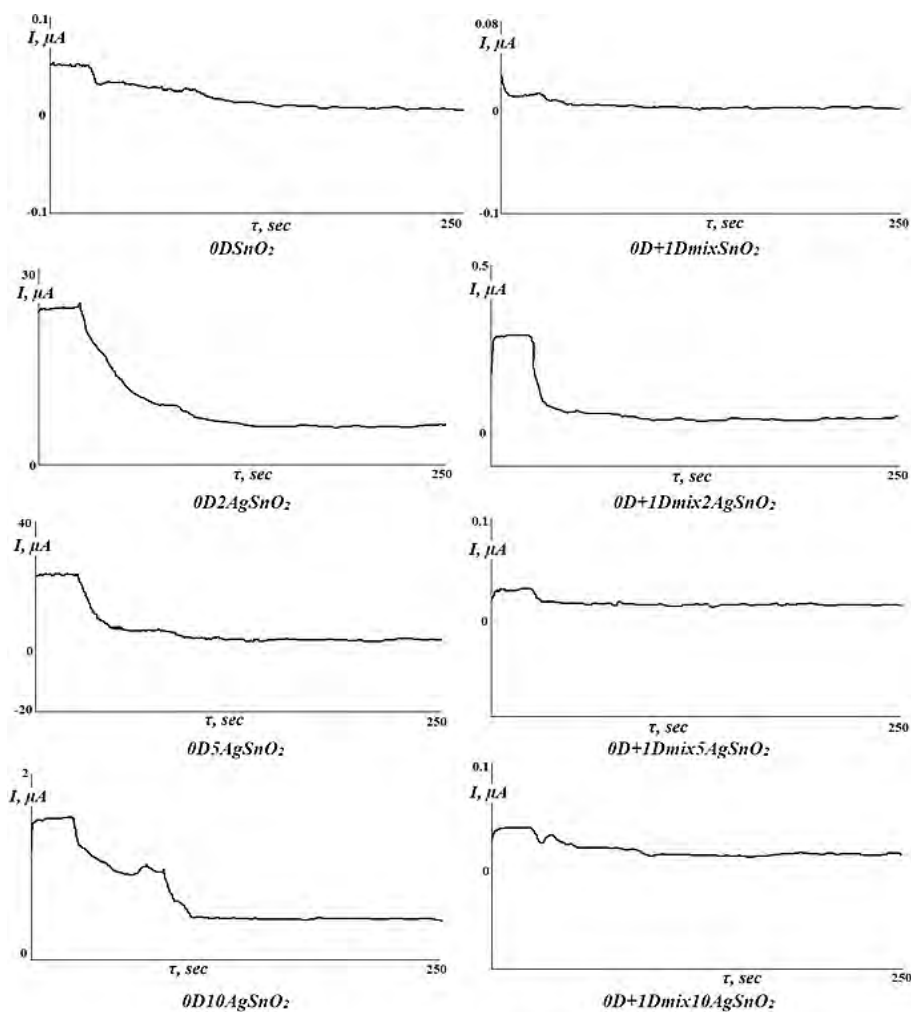 0.1
I, μA
0
-0.1
τ, sec
250
0DSnO₂
0.08
I, μA
0
-0.1
τ, sec
250
0D+1DmixSnO₂
30
I, μA
0
τ, sec
250
0D2AgSnO₂
0.5
I, μA
0
τ, sec
250
0D+1Dmix2AgSnO₂
40
I, μA
0
-20
τ, sec
250
0D5AgSnO₂
0.1
I, μA
0
τ, sec
250
0D+1Dmix5AgSnO₂
2
I, μA
0
τ, sec
250
0D10AgSnO₂
0.1
I, μA
0
τ, sec
250
0D+1Dmix10AgSnO₂